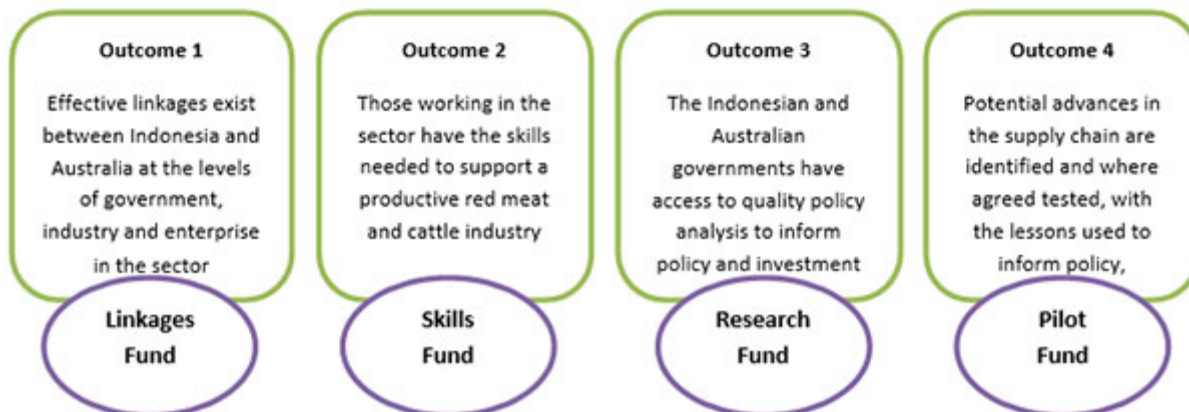 Outcome 1
Effective linkages exist
between Indonesia and
Australia at the levels
of government,
industry and enterprise
in the sector
Linkages
Fund
Outcome 2
Those working in the
sector have the skills
needed to support a
productive red meat
and cattle industry
Skills
Fund
Outcome 3
The Indonesian and
Australian
governments have
access to quality policy
analysis to inform
policy and investment
Research
Fund
Outcome 4
Potential advances in
the supply chain are
identified and where
agreed tested, with
the lessons used to
inform policy,
Pilot
Fund